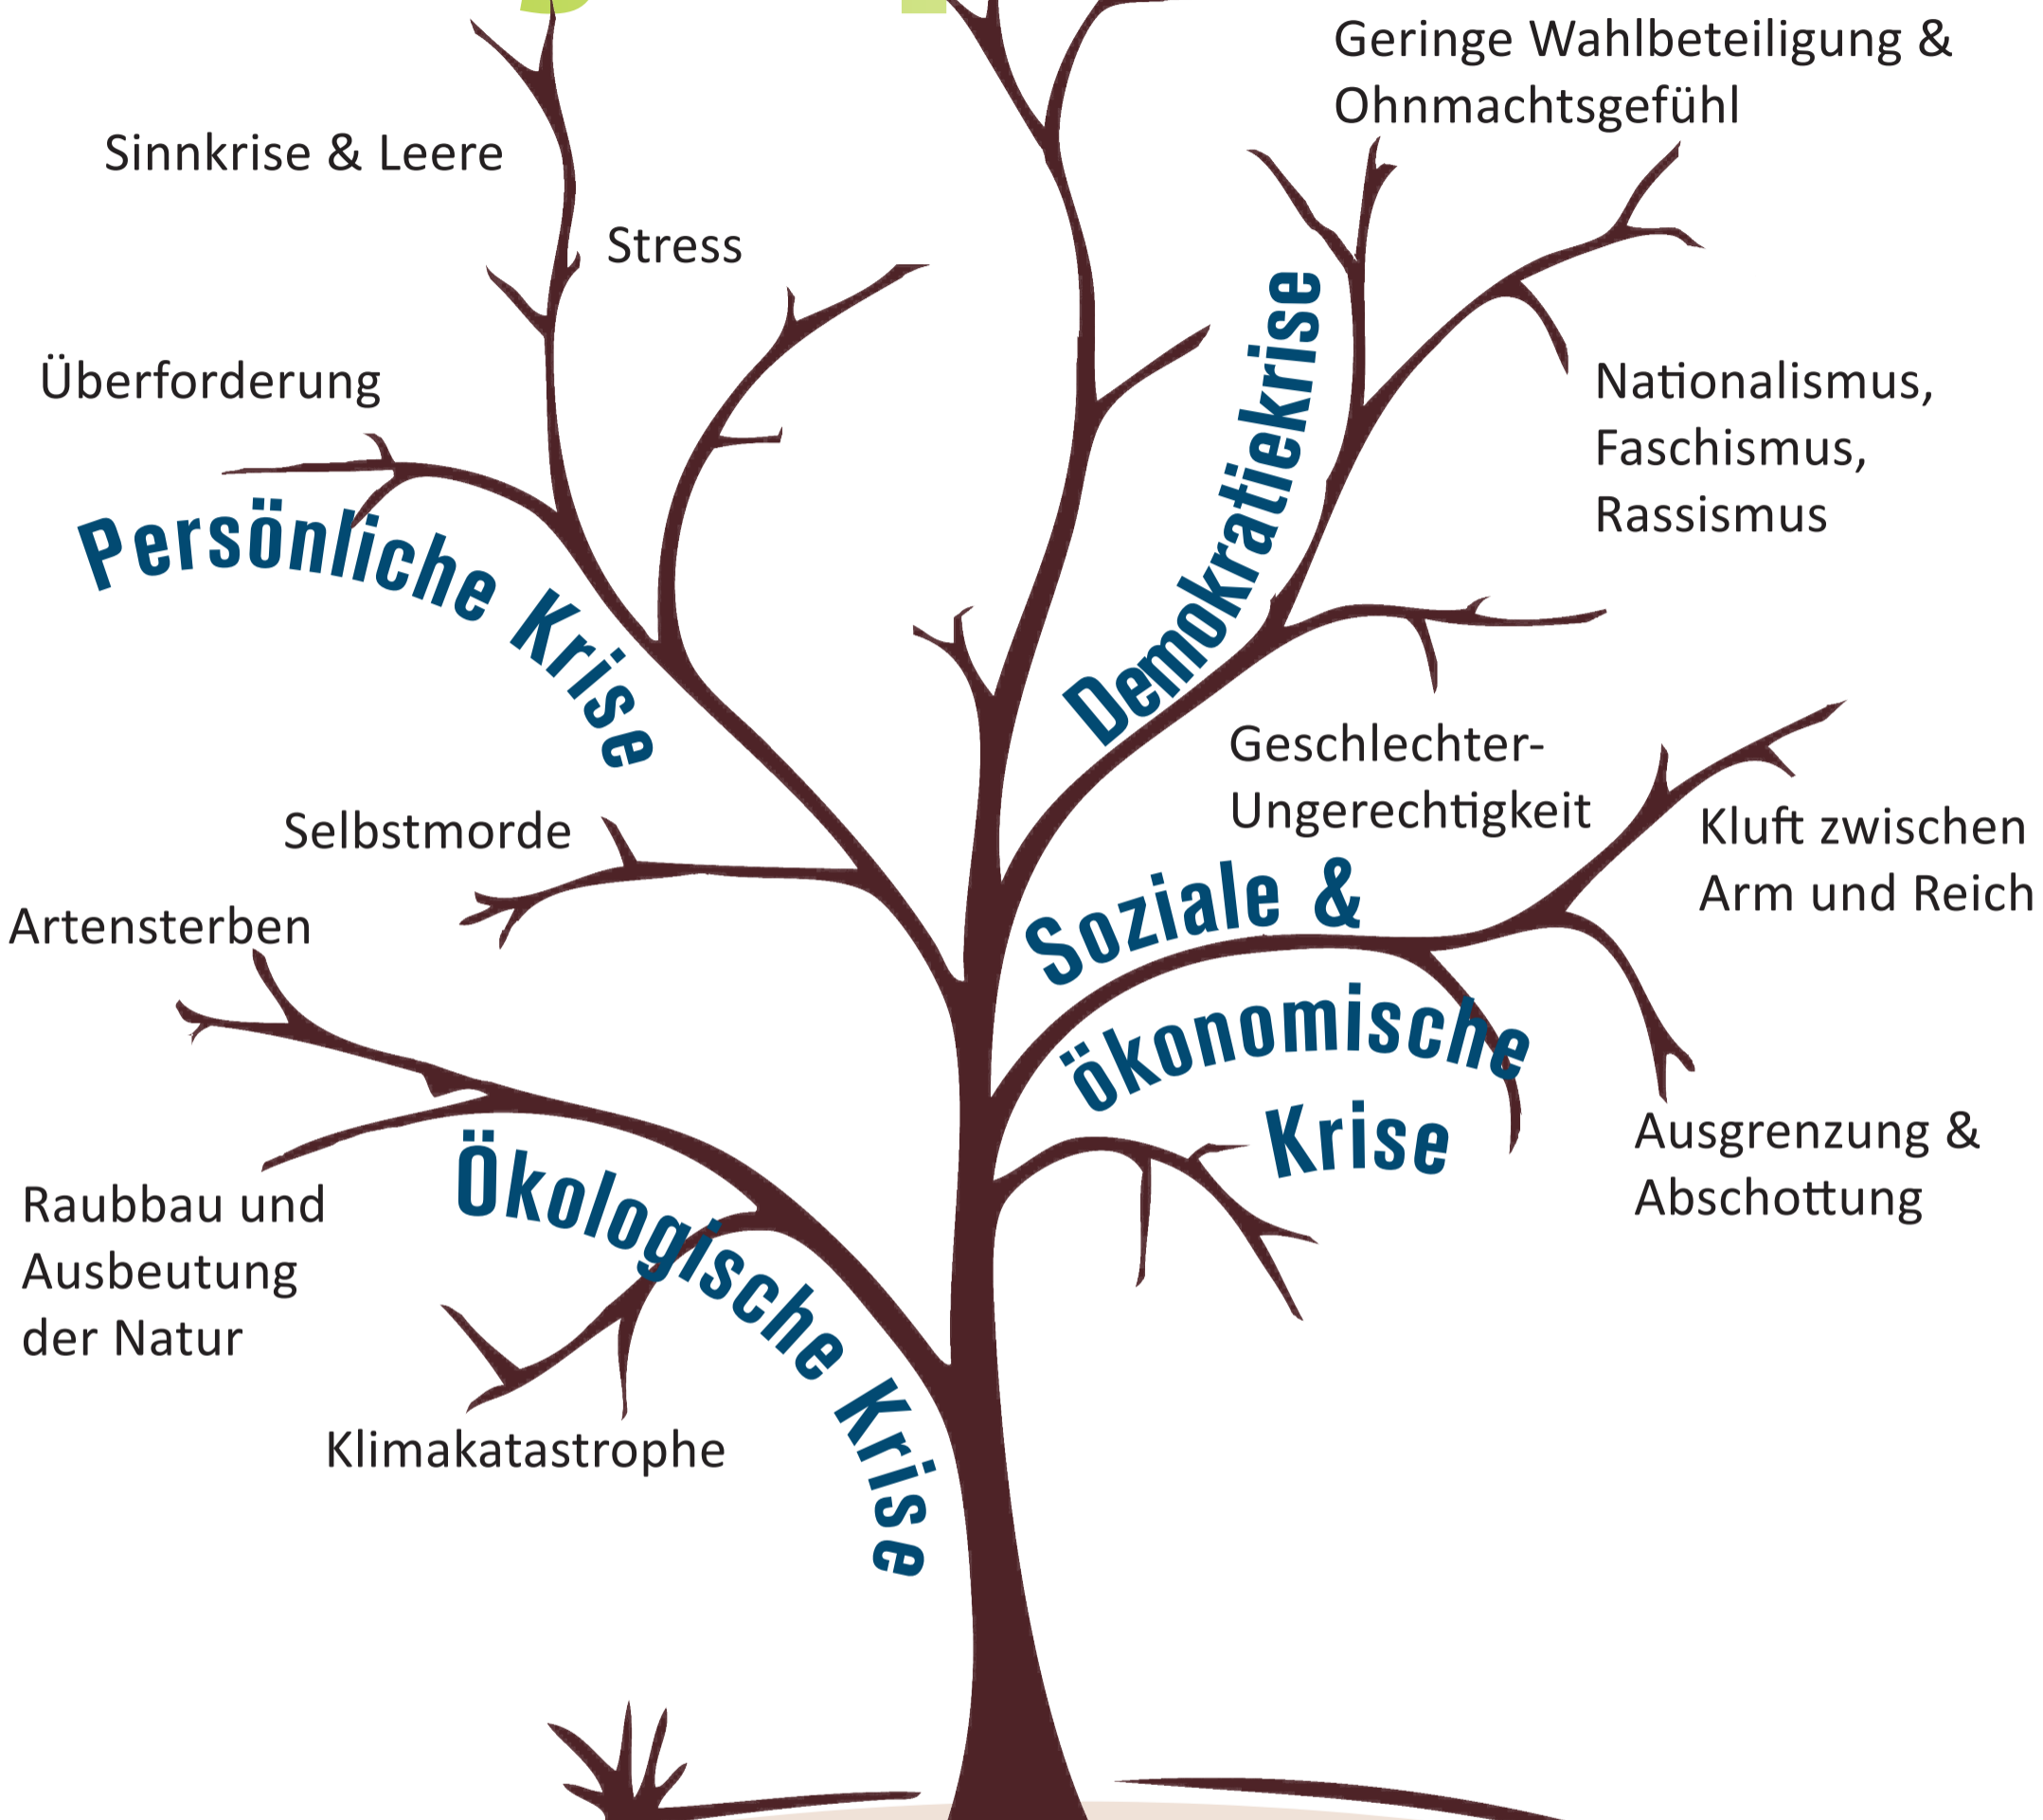 Geringe Wahlbeteiligung &
Ohnmachtsgefühl
Sinnkrise & Leere
Stress
Überforderung
Nationalismus,
Faschismus,
Rassismus
Persönliche Krise
Demokratiekrise
Geschlechter-
Ungerechtigkeit
Selbstmorde
Kluft zwischen
Arm und Reich
Artensterben
Soziale &
ökonomische
Krise
Ausgrenzung &
Abschottung
Raubbau und
Ausbeutung
der Natur
Ökologische Krise
Klimakatastrophe